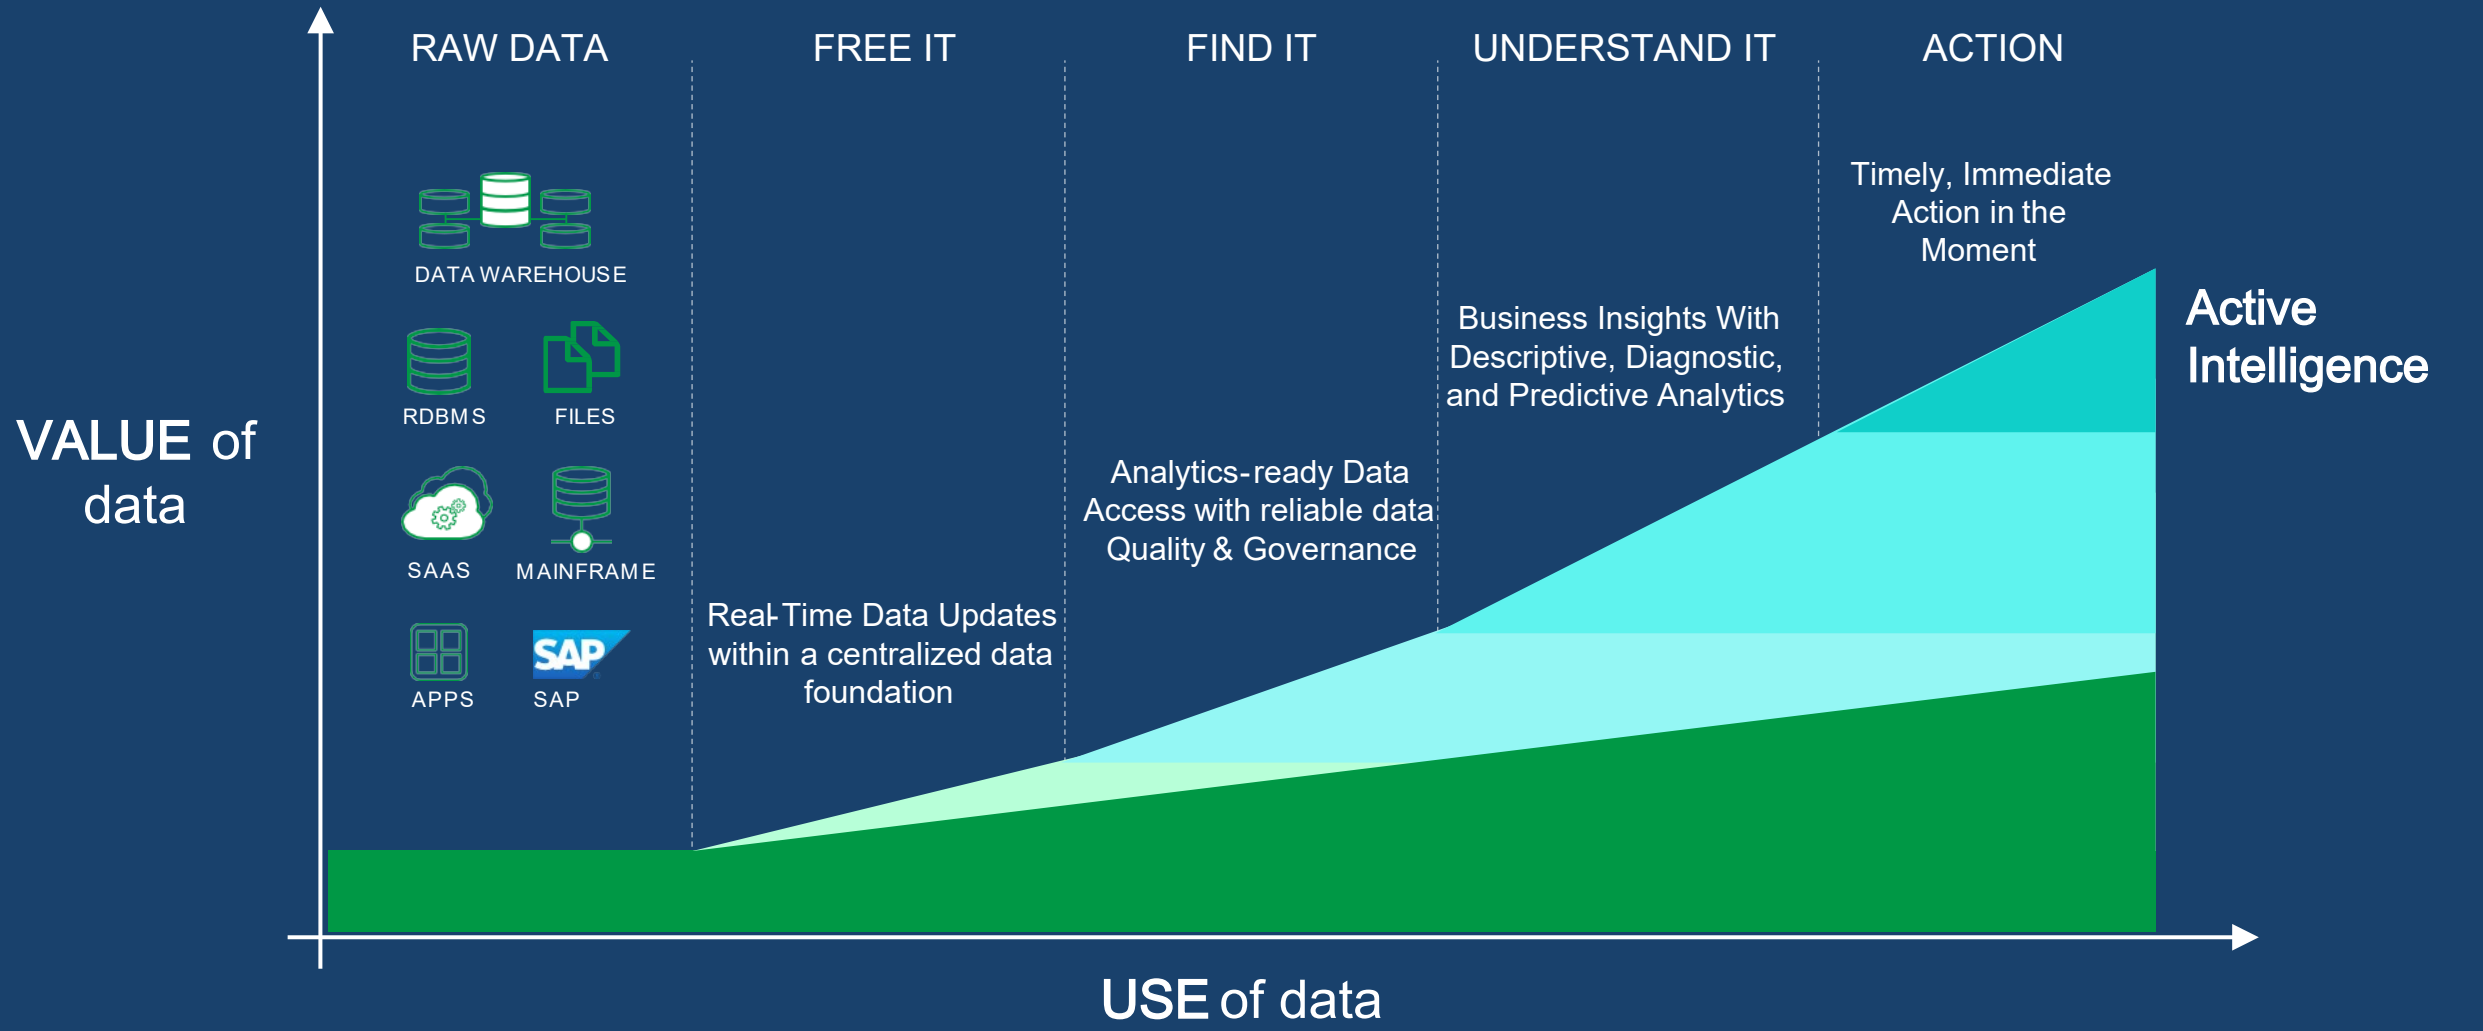 RAW DATA
FREE IT
FIND IT
UNDERSTAND IT
ACTION
VALUE of
data
DATA WAREHOUSE
RDBMS
FILES
SAAS
MAINFRAME
APPS
SAP
SAP
Real-Time Data Updates
within a centralized data
foundation
Analytics-ready Data
Access with reliable data
Quality & Governance
Business Insights With
Descriptive, Diagnostic,
and Predictive Analytics
Timely, Immediate
Action in the
Moment
Active
Intelligence
USE of data